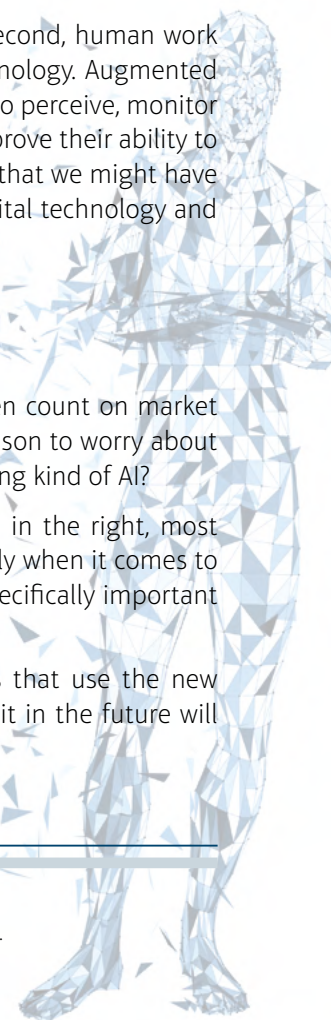 econd, human work
nology. Augmented
o perceive, monitor
prove their ability to
that we might have
ital technology and
en count on market
son to worry about
ng kind of AI?
in the right, most
ly when it comes to
pecifically important
that use the new
it in the future will